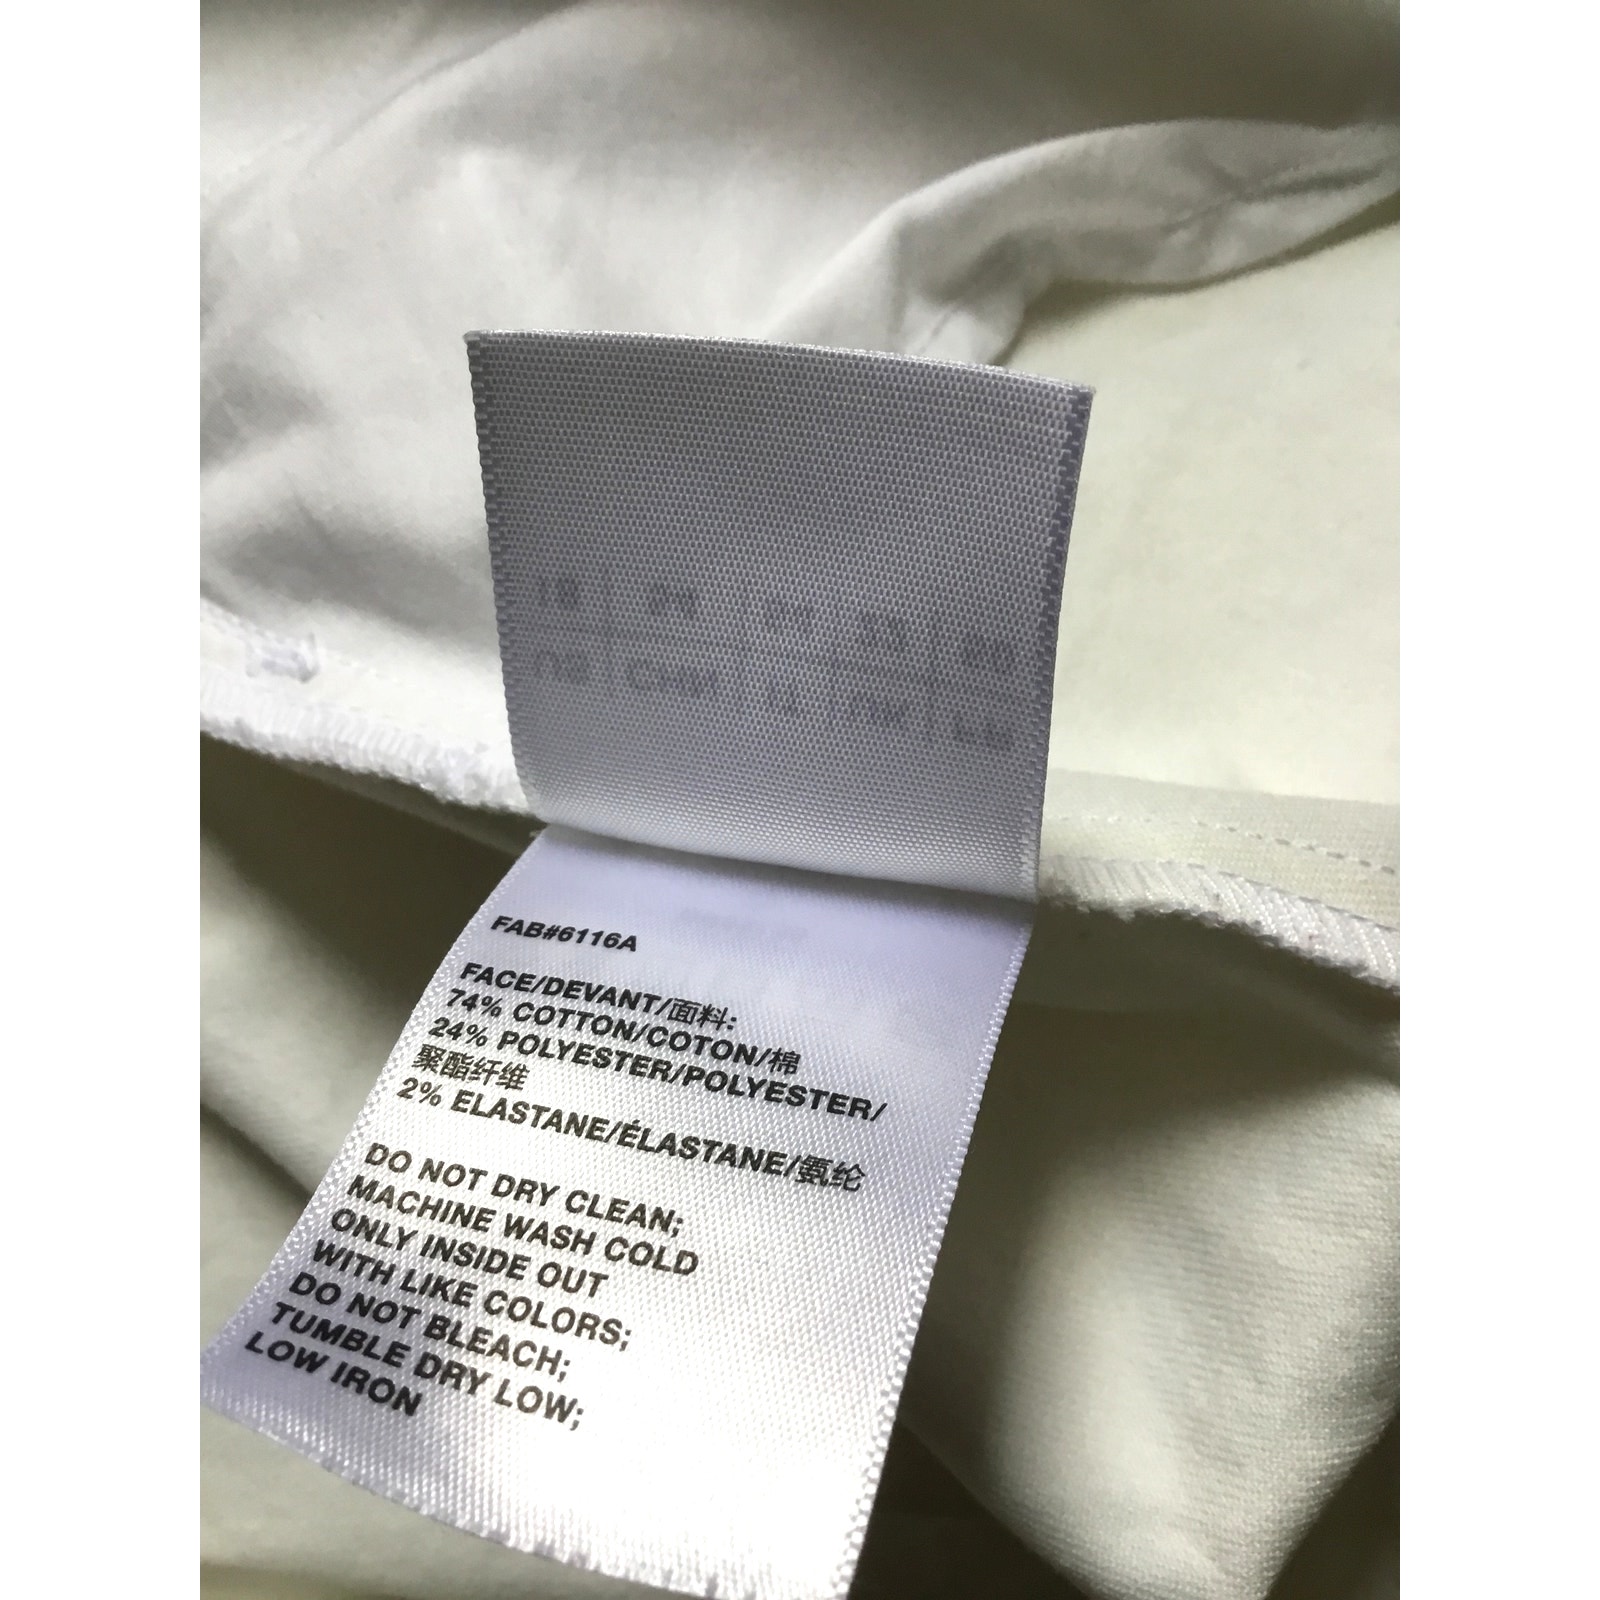 FAB#6116A
FACE/DEVANT/面料:
74% COTTON/COTON/棉
24% POLYESTER/POLYESTER/
聚酯纤维
2% ELASTANE/ÉLASTANE/氨纶
DO NOT DRY CLEAN;
MACHINE WASH COLD
ONLY INSIDE OUT
WITH LIKE COLORS;
DO NOT BLEACH;
TUMBLE DRY LOW;
LOW IRON